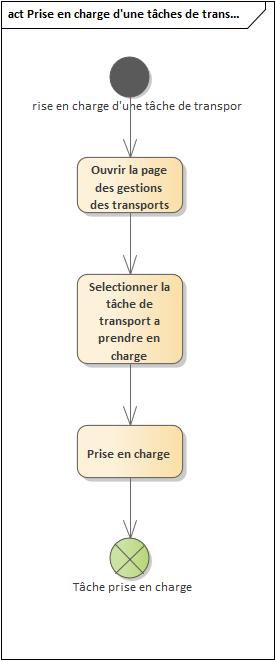 act Prise en charge d'une tâches de trans...
rise en charge d'une tâche de transpor
Ouvrir la page
des gestions
des transports
Selectionner la
tâche de
transport a
prendre en
charge
Prise en charge
Tâche prise en charge